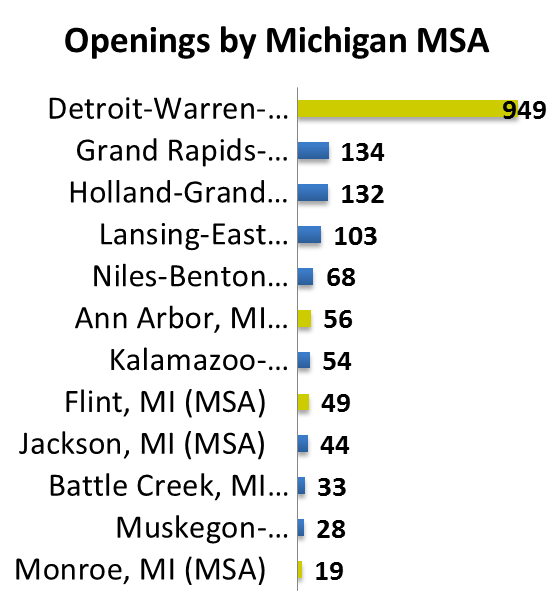 Openings by Michigan MSA
Detroit-Warren-... 949
Grand Rapids-... 134
Holland-Grand... 132
Lansing-East... 103
Niles-Benton... 68
Ann Arbor, MI... 56
Kalamazoo-... 54
Flint, MI (MSA) 49
Jackson, MI (MSA) 44
Battle Creek, MI... 33
Muskegon-... 28
Monroe, MI (MSA) 19